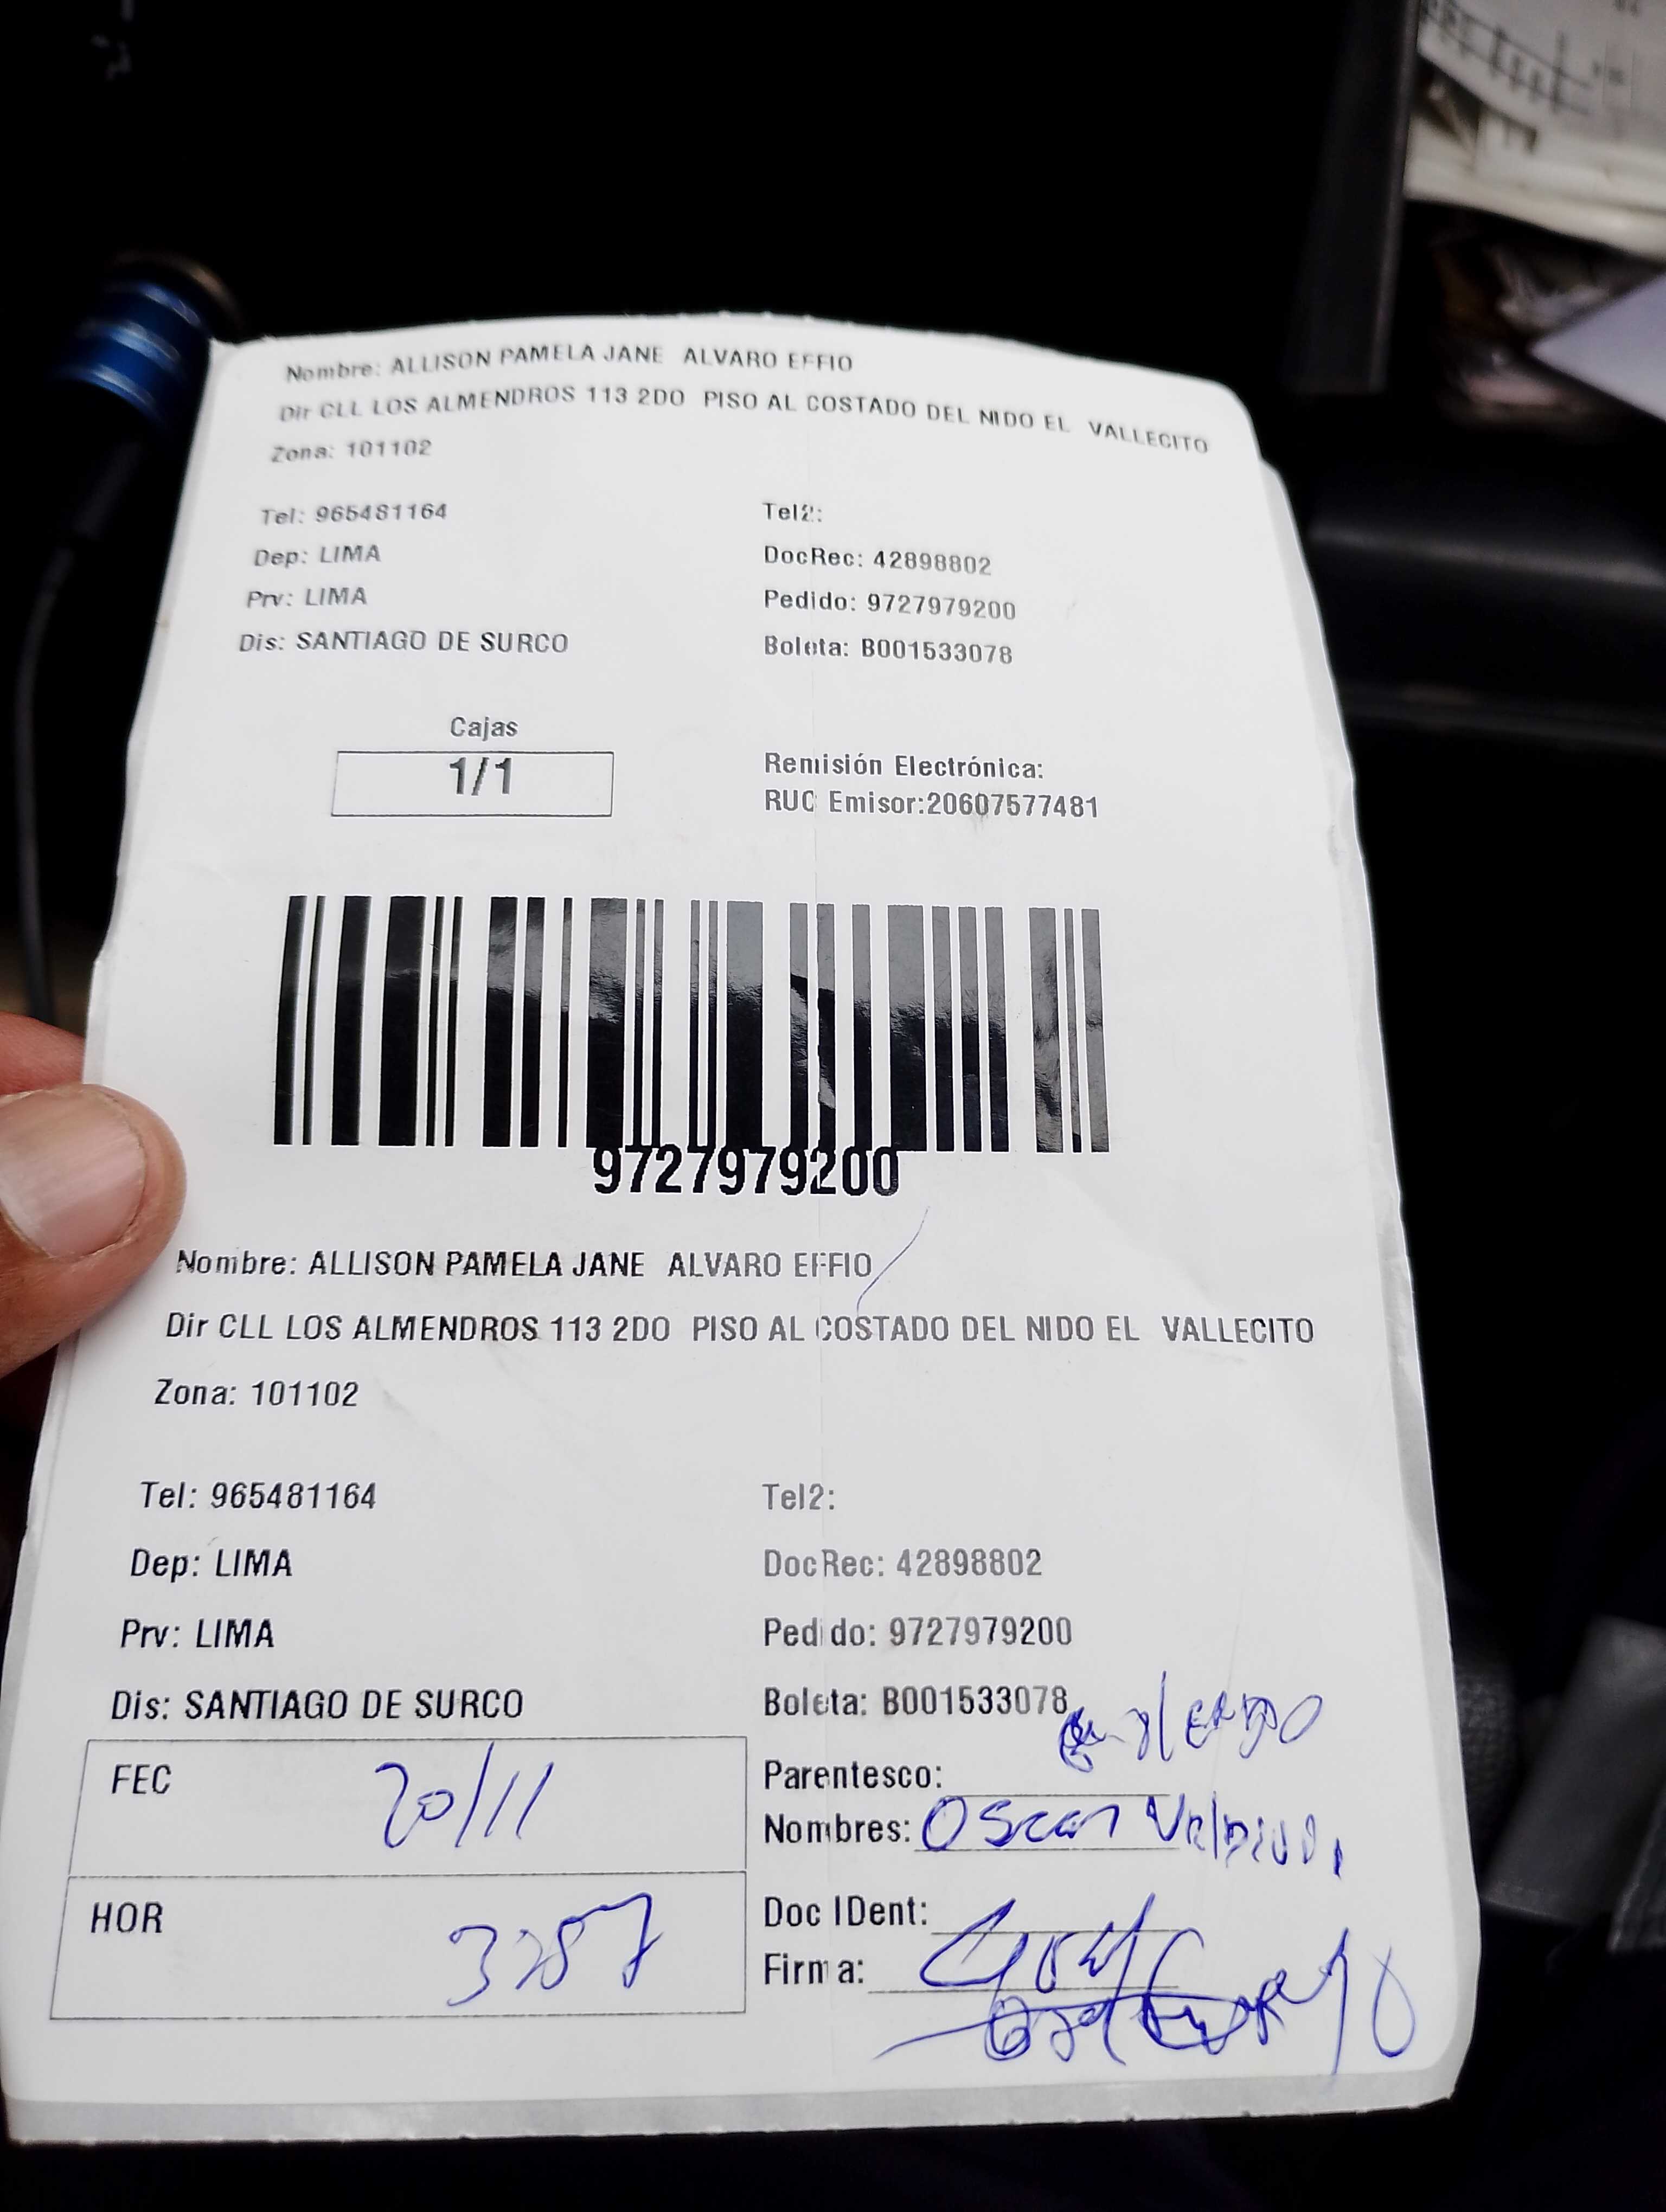 Nombre: ALLISON PAMELA JANE ALVARO EFFIO
Dir CLL LOS ALMENDROS 113 2DO PISO AL COSTADO DEL NIDO EL VALLECITO
Zona: 101102
Tel: 965481164 Tel2:
Dep: LIMA DocRec: 42898802
Prv: LIMA Pedido: 9727979200
Dis: SANTIAGO DE SURCO Boleta: B001533078
Cajas
1/1
Remisión Electrónica:
RUC Emisor:20607577481
9727979200
Nombre: ALLISON PAMELA JANE ALVARO EFFIO
Dir CLL LOS ALMENDROS 113 2DO PISO AL COSTADO DEL NIDO EL VALLECITO
Zona: 101102
Tel: 965481164 Tel2:
Dep: LIMA DocRec: 42898802
Prv: LIMA Pedido: 9727979200
Dis: SANTIAGO DE SURCO Boleta: B001533078
FEC 20/11
Parentesco:
Nombres: Oscar
HOR
Doc IDent:
Firma: